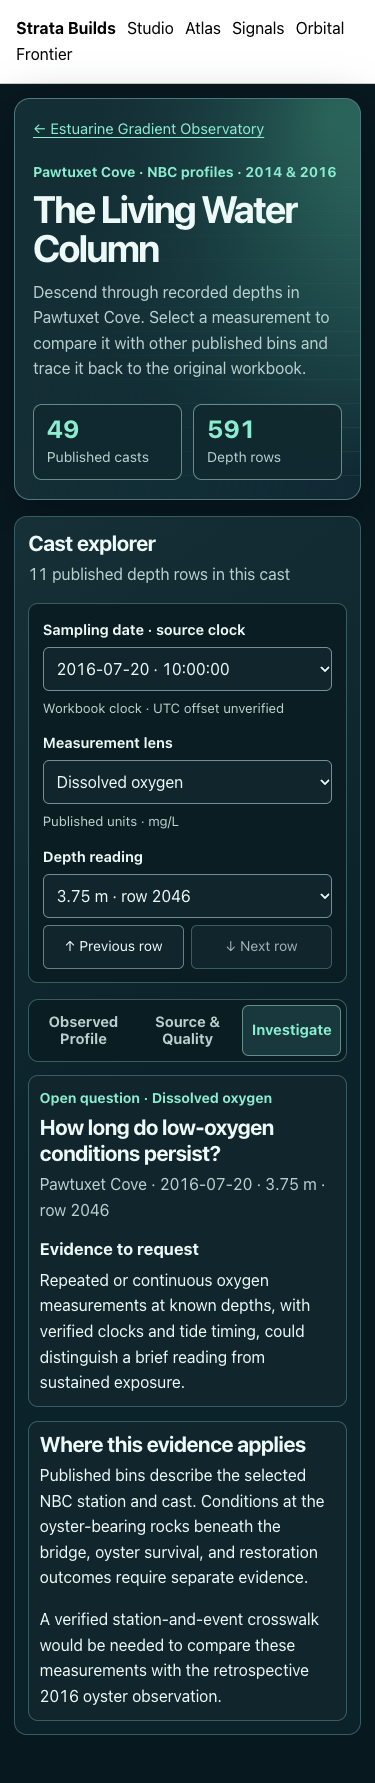 Strata Builds Studio Atlas Signals Orbital
Frontier
← Estuarine Gradient Observatory
Pawtuxet Cove · NBC profiles · 2014 & 2016
The Living Water
Column
Descend through recorded depths in
Pawtuxet Cove. Select a measurement to
compare it with other published bins and
trace it back to the original workbook.
49
Published casts
591
Depth rows
Cast explorer
11 published depth rows in this cast
Sampling date · source clock
2016-07-20 · 10:00:00
Workbook clock · UTC offset unverified
Measurement lens
Dissolved oxygen
Published units · mg/L
Depth reading
3.75 m · row 2046
↑ Previous row
↓ Next row
Observed
Profile
Source &
Quality
Investigate
Open question · Dissolved oxygen
How long do low-oxygen
conditions persist?
Pawtuxet Cove · 2016-07-20 · 3.75 m ·
row 2046
Evidence to request
Repeated or continuous oxygen
measurements at known depths, with
verified clocks and tide timing, could
distinguish a brief reading from
sustained exposure.
Where this evidence applies
Published bins describe the selected
NBC station and cast. Conditions at the
oyster-bearing rocks beneath the
bridge, oyster survival, and restoration
outcomes require separate evidence.
A verified station-and-event crosswalk
would be needed to compare these
measurements with the retrospective
2016 oyster observation.